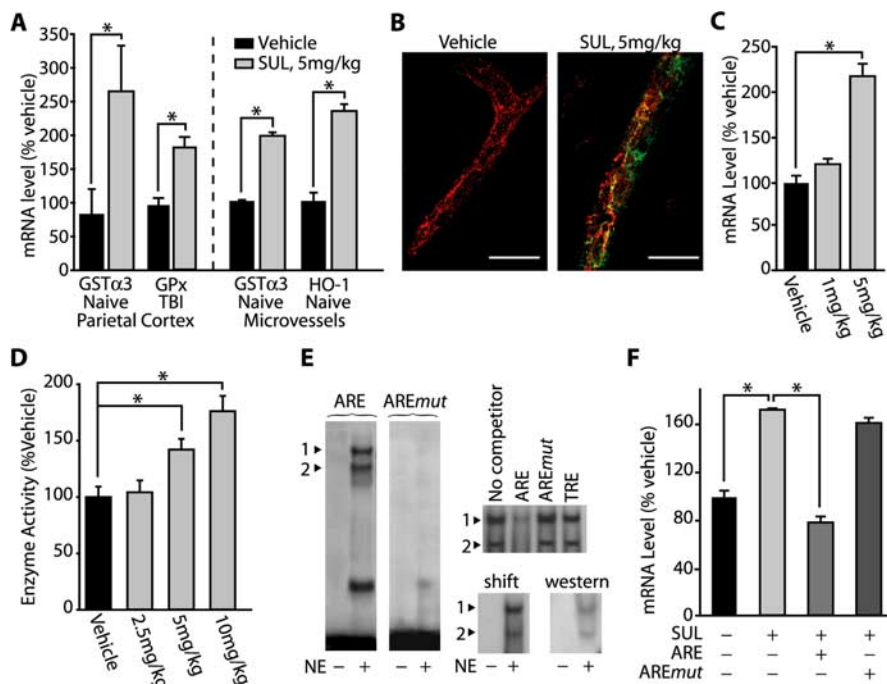 A
mRNA level (% vehicle)
350
300
250
200
150
100
50
0
*
*
*
*
Vehicle
SUL, 5mg/kg
GSTα3
Naive
GPx
TBI
Parietal Cortex
GSTα3
Naive
HO-1
Naive
Microvessels
B
Vehicle
SUL, 5mg/kg
C
mRNA Level (% vehicle)
250
200
150
100
50
0
*
Vehicle
1mg/kg
5mg/kg
D
Enzyme Activity (%Vehicle)
200
150
100
50
0
*
*
Vehicle
2.5mg/kg
5mg/kg
10mg/kg
E
ARE
AREmut
1
2
NE − + − +
No competitor
ARE
AREmut
TRE
1
2
shift
western
1
2
NE − + − +
F
mRNA Level (% vehicle)
160
120
80
40
0
* *
SUL − + + +
ARE − − + −
AREmut − − − +